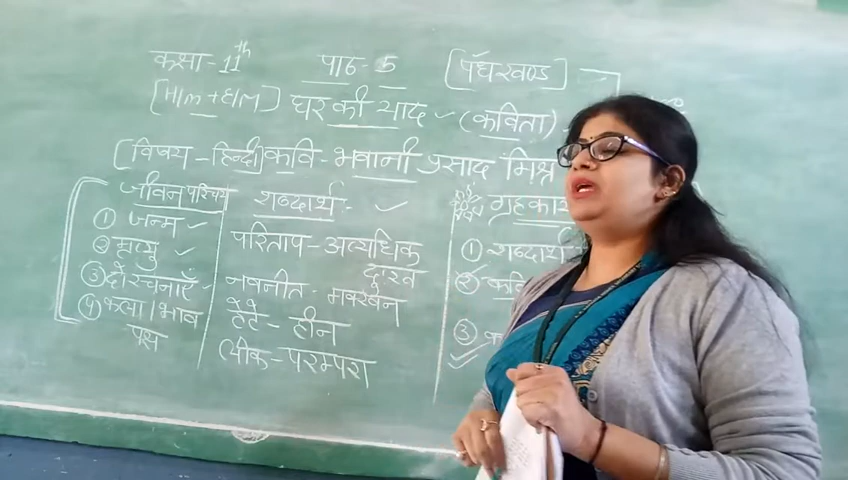 कक्षा - 11th पाठ - 5 [पद्यखण्ड]
[H/M + E/M] घर की याद (कविता)
[विषय - हिन्दी] कवि - भवानी प्रसाद मिश्र
जीवन परिचय
① जन्म
② मृत्यु
③ दो रचनाएँ
④ कला / भाव
पक्ष
शब्दार्थ -
परिताप - अत्यधिक
दुःख
नवनीत - मक्खन
हेटे - हीन
लीक - परम्परा
गृहकार्य
① शब्दार्थ
② कवि
③